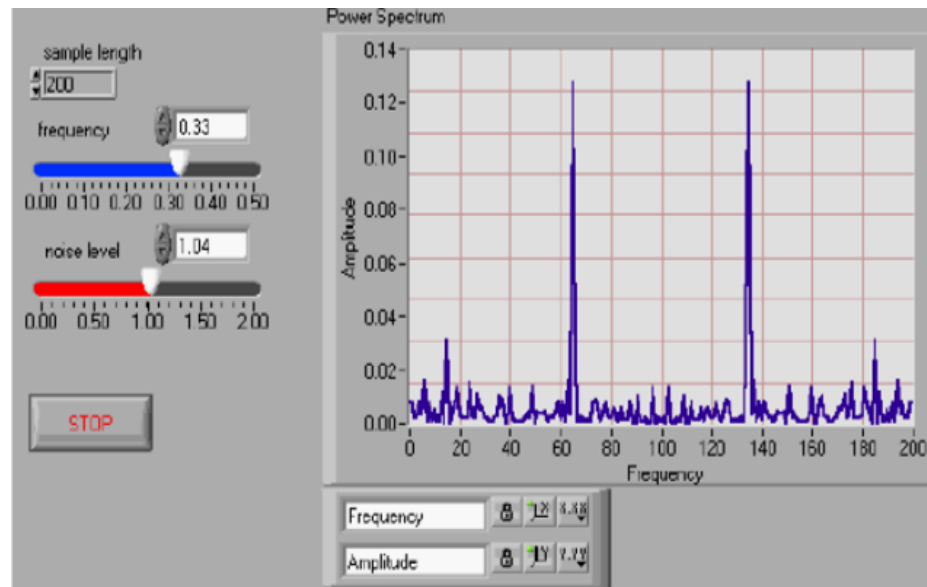 Power Spectrum
sample length
200
frequency
0.33
0.00 0.10 0.20 0.30 0.40 0.50
noise level
1.04
0.00 0.50 1.00 1.50 2.00
STOP
0.14
0.12
0.10
0.08
0.06
0.04
0.02
0.00
Amplitude
0 20 40 60 80 100 120 140 160 180 200
Frequency
Frequency
X.XX
Amplitude
Y.YY